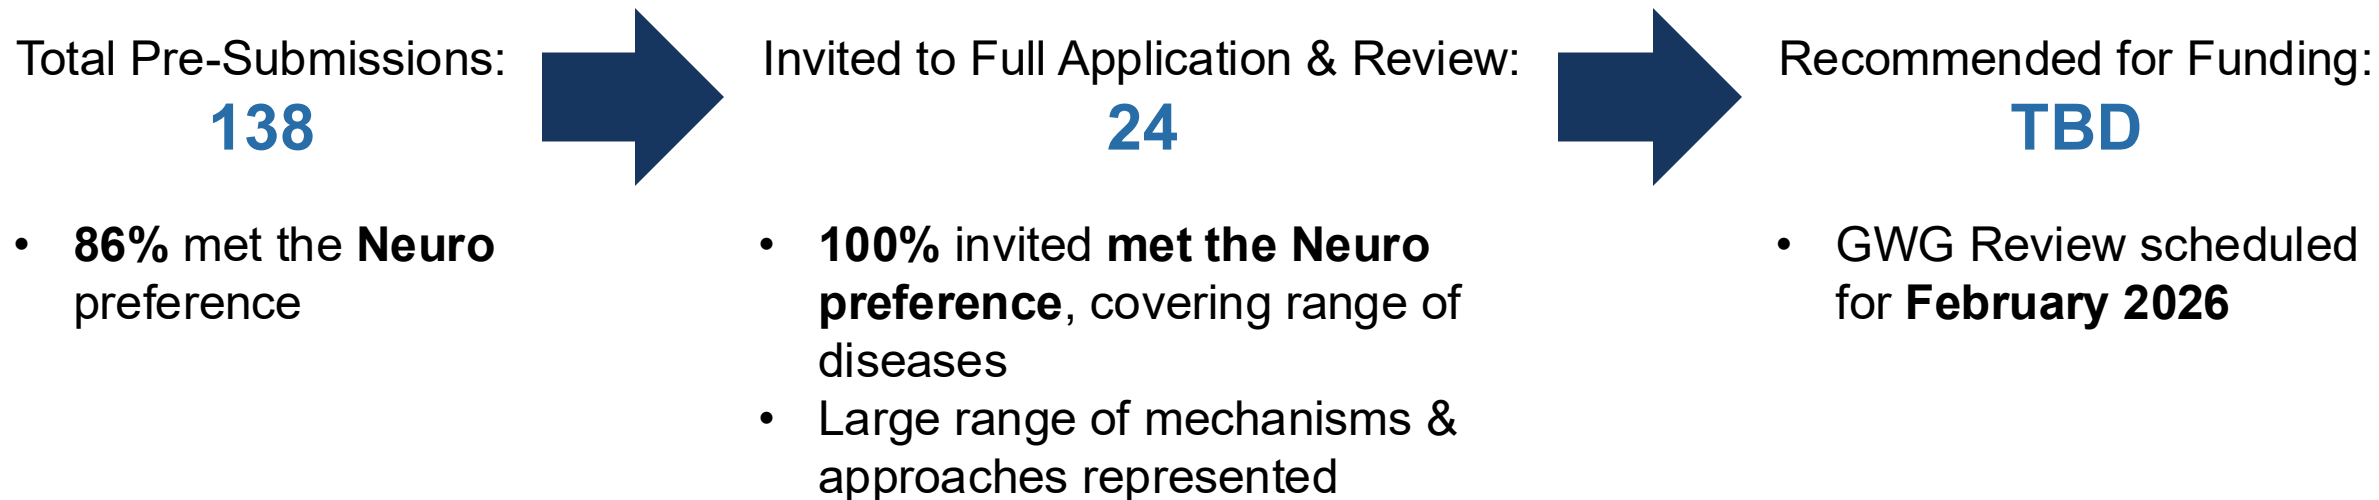 Total Pre-Submissions:
138
• 86% met the Neuro
preference
Invited to Full Application & Review:
24
• 100% invited met the Neuro
preference, covering range of
diseases
• Large range of mechanisms &
approaches represented
Recommended for Funding:
TBD
• GWG Review scheduled
for February 2026